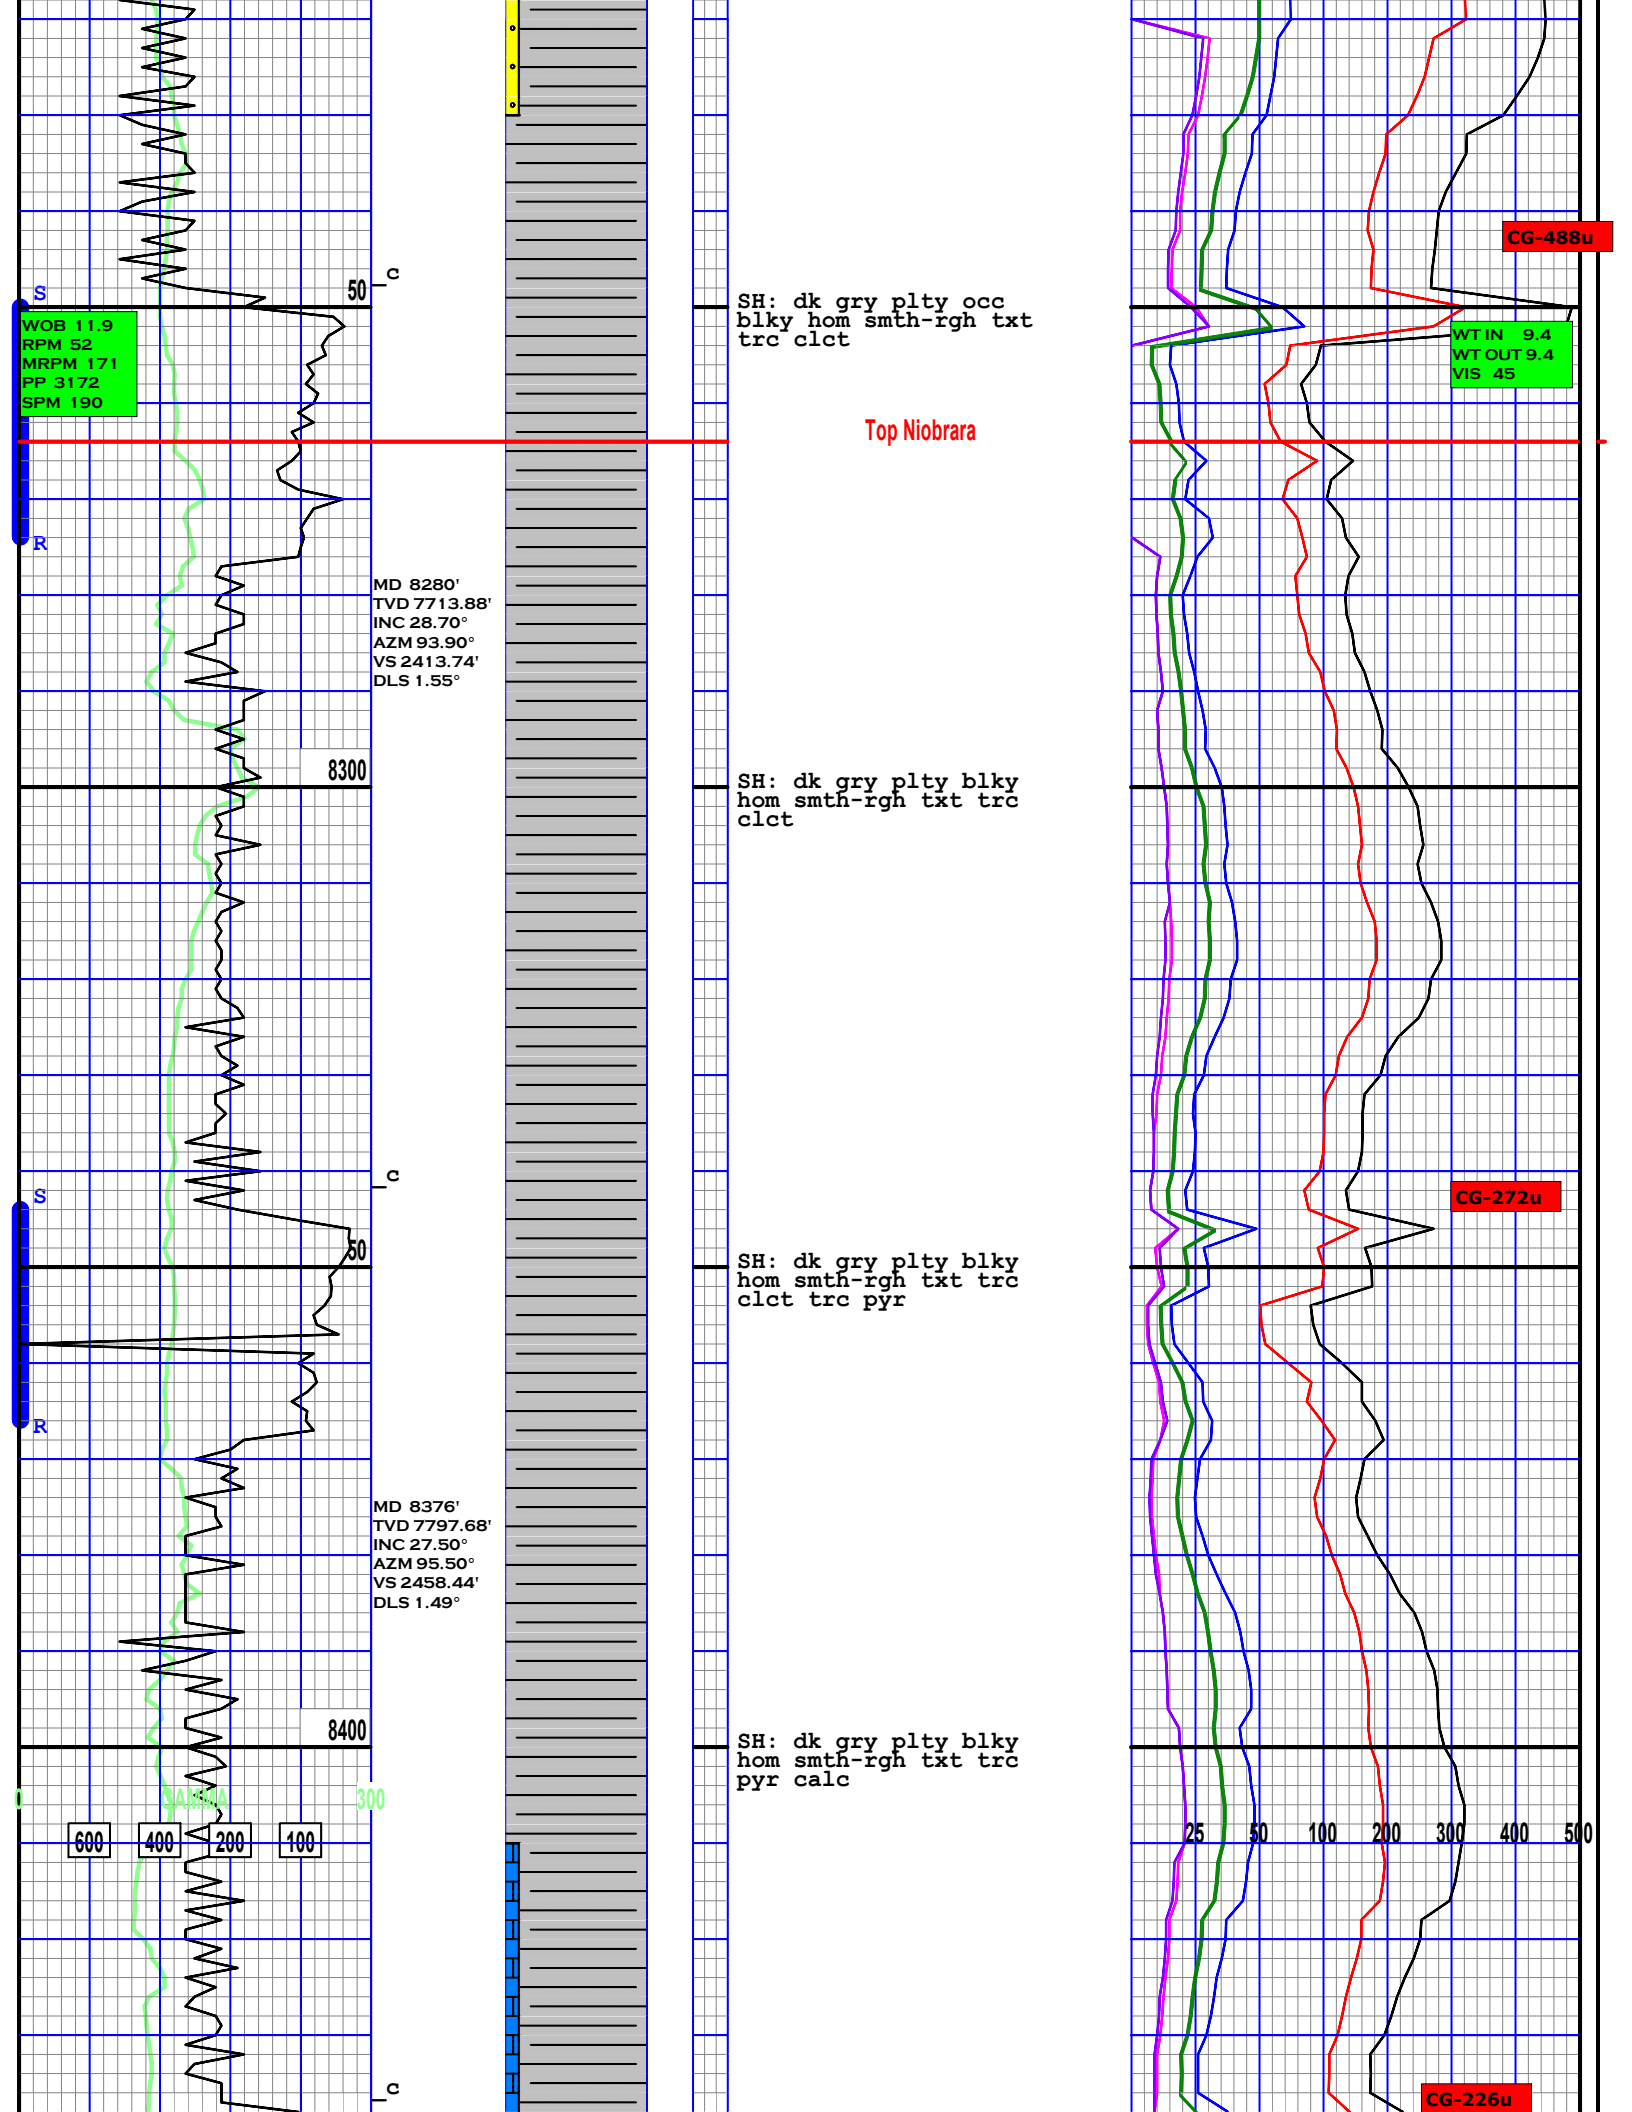 CG-488u
C
S
50
SH: dk gry plty occ
blky hom smth-rgh txt
trc clct
WOB 11.9
RPM 52
MRPM 171
PP 3172
SPM 190
WT IN 9.4
WT OUT 9.4
VIS 45
Top Niobrara
R
MD 8280'
TVD 7713.88'
INC 28.70°
AZM 93.90°
VS 2413.74'
DLS 1.55°
8300
SH: dk gry plty blky
hom smth-rgh txt trc
clct
C
S
CG-272u
50
SH: dk gry plty blky
hom smth-rgh txt trc
clct trc pyr
R
MD 8376'
TVD 7797.68'
INC 27.50°
AZM 95.50°
VS 2458.44'
DLS 1.49°
8400
SH: dk gry plty blky
hom smth-rgh txt trc
pyr calc
0 GAMMA 300
600 400 200 100
25 50 100 200 300 400 500
C
CG-226u